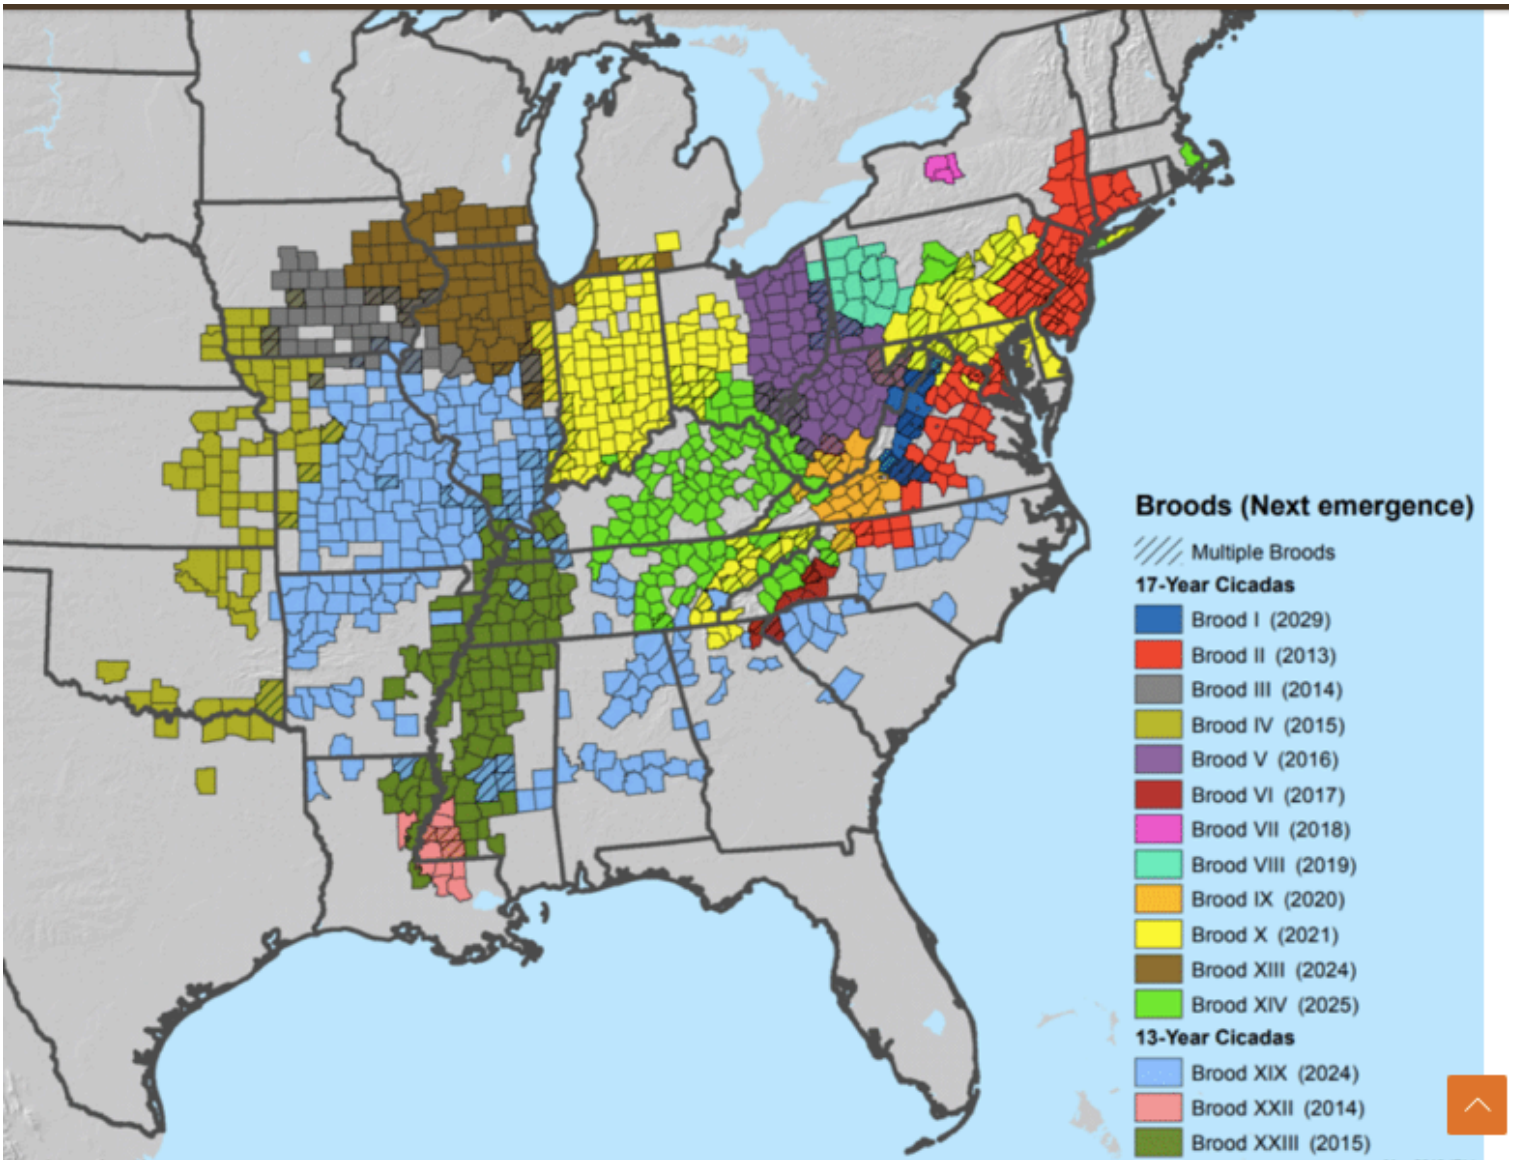 Broods (Next emergence)
Multiple Broods
17-Year Cicadas
Brood I (2029)
Brood II (2013)
Brood III (2014)
Brood IV (2015)
Brood V (2016)
Brood VI (2017)
Brood VII (2018)
Brood VIII (2019)
Brood IX (2020)
Brood X (2021)
Brood XIII (2024)
Brood XIV (2025)
13-Year Cicadas
Brood XIX (2024)
Brood XXII (2014)
Brood XXIII (2015)